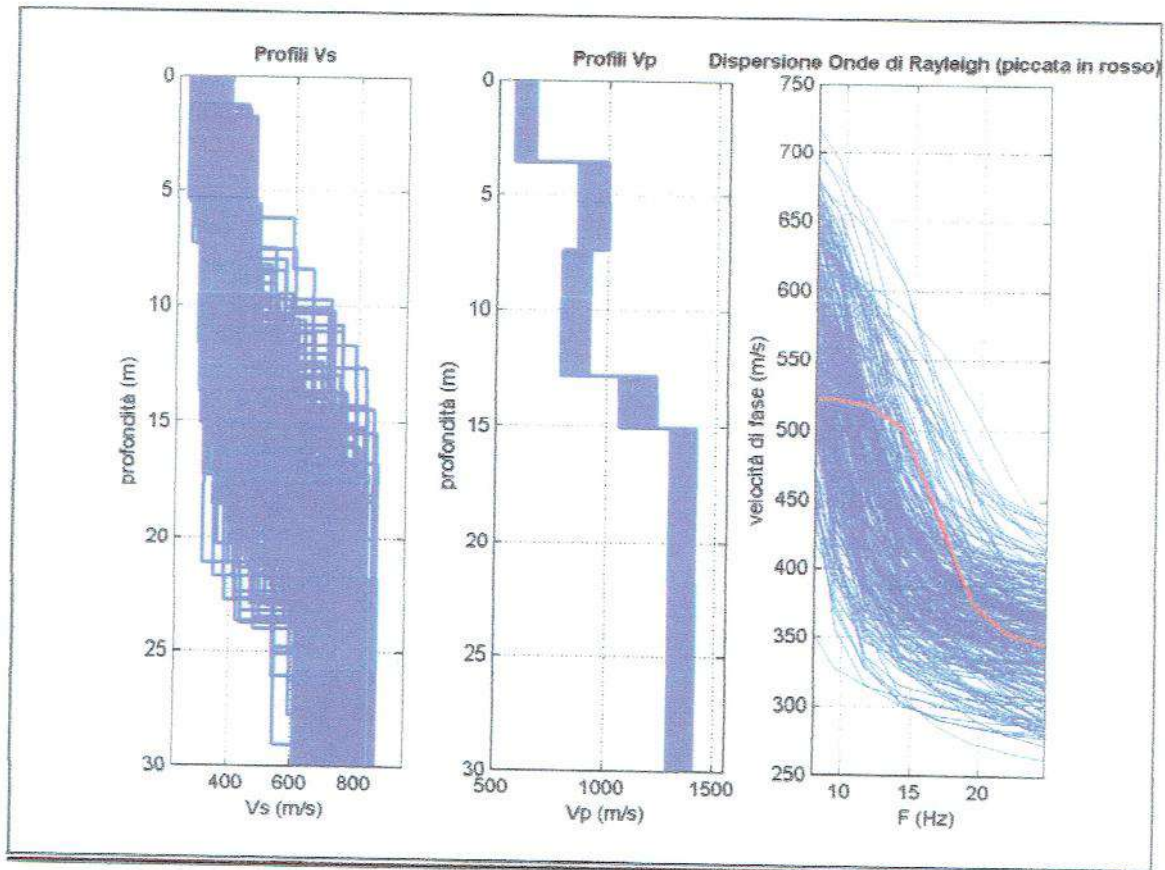 Profili Vs
0
5
10
15
20
25
30
profondità (m)
400 600 800
Vs (m/s)
Profili Vp
0
5
10
15
20
25
30
profondità (m)
500 1000 1500
Vp (m/s)
Dispersione Onde di Rayleigh (piccata in rosso)
750
700
650
600
550
500
450
400
350
300
250
velocità di fase (m/s)
10 15 20
F (Hz)